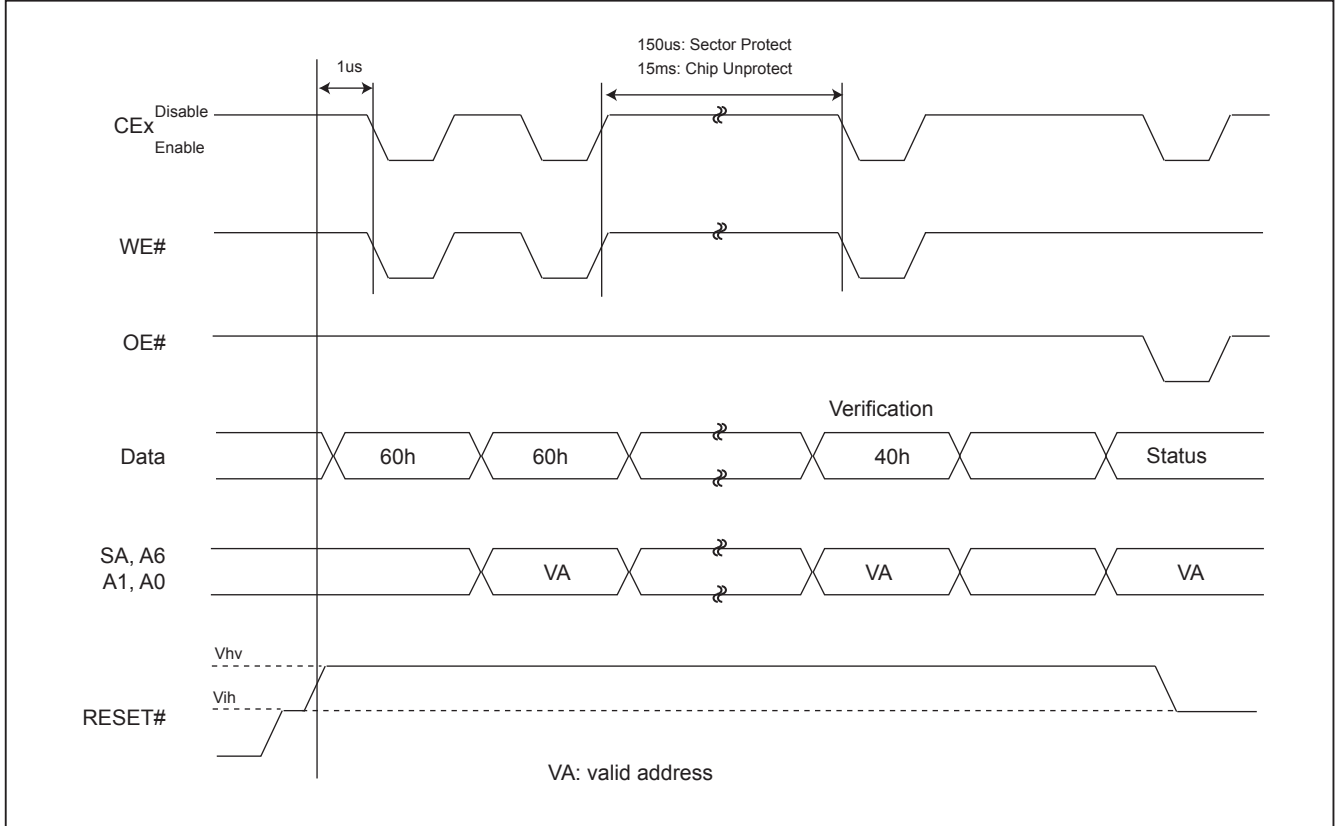 150us: Sector Protect
15ms: Chip Unprotect
1us
CEx
Disable
Enable
WE#
OE#
Verification
Data
60h
60h
40h
Status
SA, A6
A1, A0
VA
VA
VA
Vhv
Vih
RESET#
VA: valid address